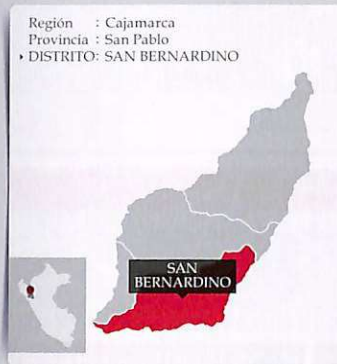 Región : Cajamarca
Provincia : San Pablo
DISTRITO: SAN BERNARDINO
SAN
BERNARDINO